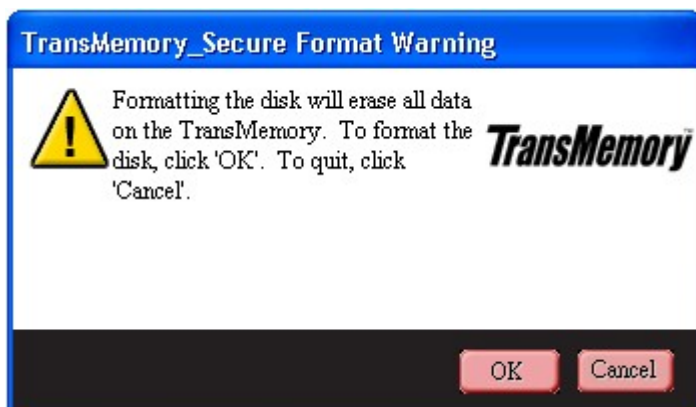 TransMemory_Secure Format Warning
Formatting the disk will erase all data
on the TransMemory. To format the
disk, click 'OK'. To quit, click
'Cancel'.
TransMemory™
OK Cancel